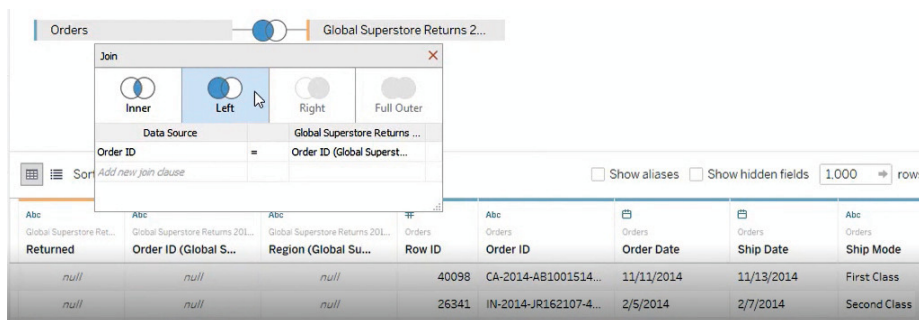 Orders Global Superstore Returns 2...
Join
Inner Left Right Full Outer
Data Source Global Superstore Returns ...
Order ID = Order ID (Global Superst...
Add new join clause
Sor Show aliases Show hidden fields 1,000 → rows
Abc Abc Abc # Abc Abc
Global Superstore Ret... Global Superstore Returns 201... Global Superstore Returns 201... Orders Orders Orders Orders Orders
Returned Order ID (Global S... Region (Global Su... Row ID Order ID Order Date Ship Date Ship Mode
null null null 40098 CA-2014-AB1001514... 11/11/2014 11/13/2014 First Class
null null null 26341 IN-2014-JR162107-4... 2/5/2014 2/7/2014 Second Class